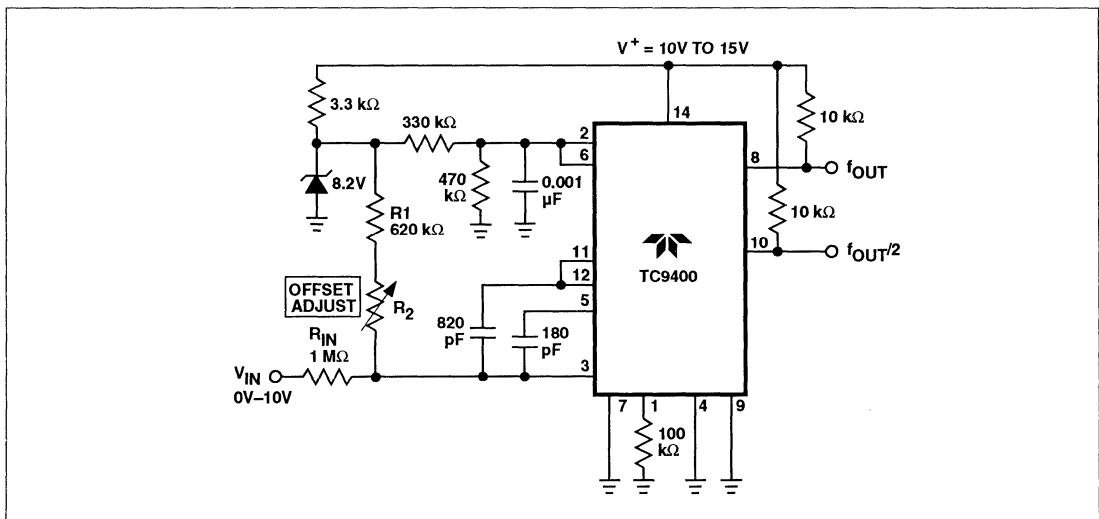 V+ = 10V TO 15V
3.3 kΩ
330 kΩ
14
10 kΩ
2
6
8
fOUT
8.2V
470
kΩ
0.001
µF
R1
620 kΩ
10 kΩ
11
10
fOUT/2
12
TC9400
OFFSET
ADJUST
R2
5
820
pF
180
pF
RIN
1 MΩ
3
VIN
0V–10V
7
1
4
9
100
kΩ